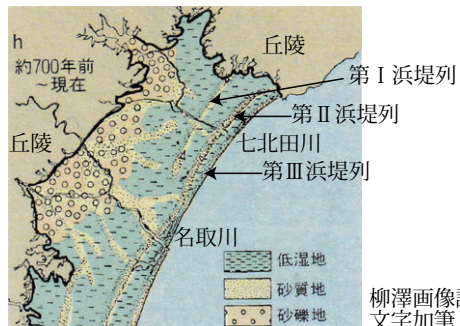 h
約700年前
～現在
丘陵
第Ⅰ浜堤列
第Ⅱ浜堤列
丘陵
七北田川
第Ⅲ浜堤列
名取川
低湿地
砂質地
砂礫地
柳澤画像
文字加筆